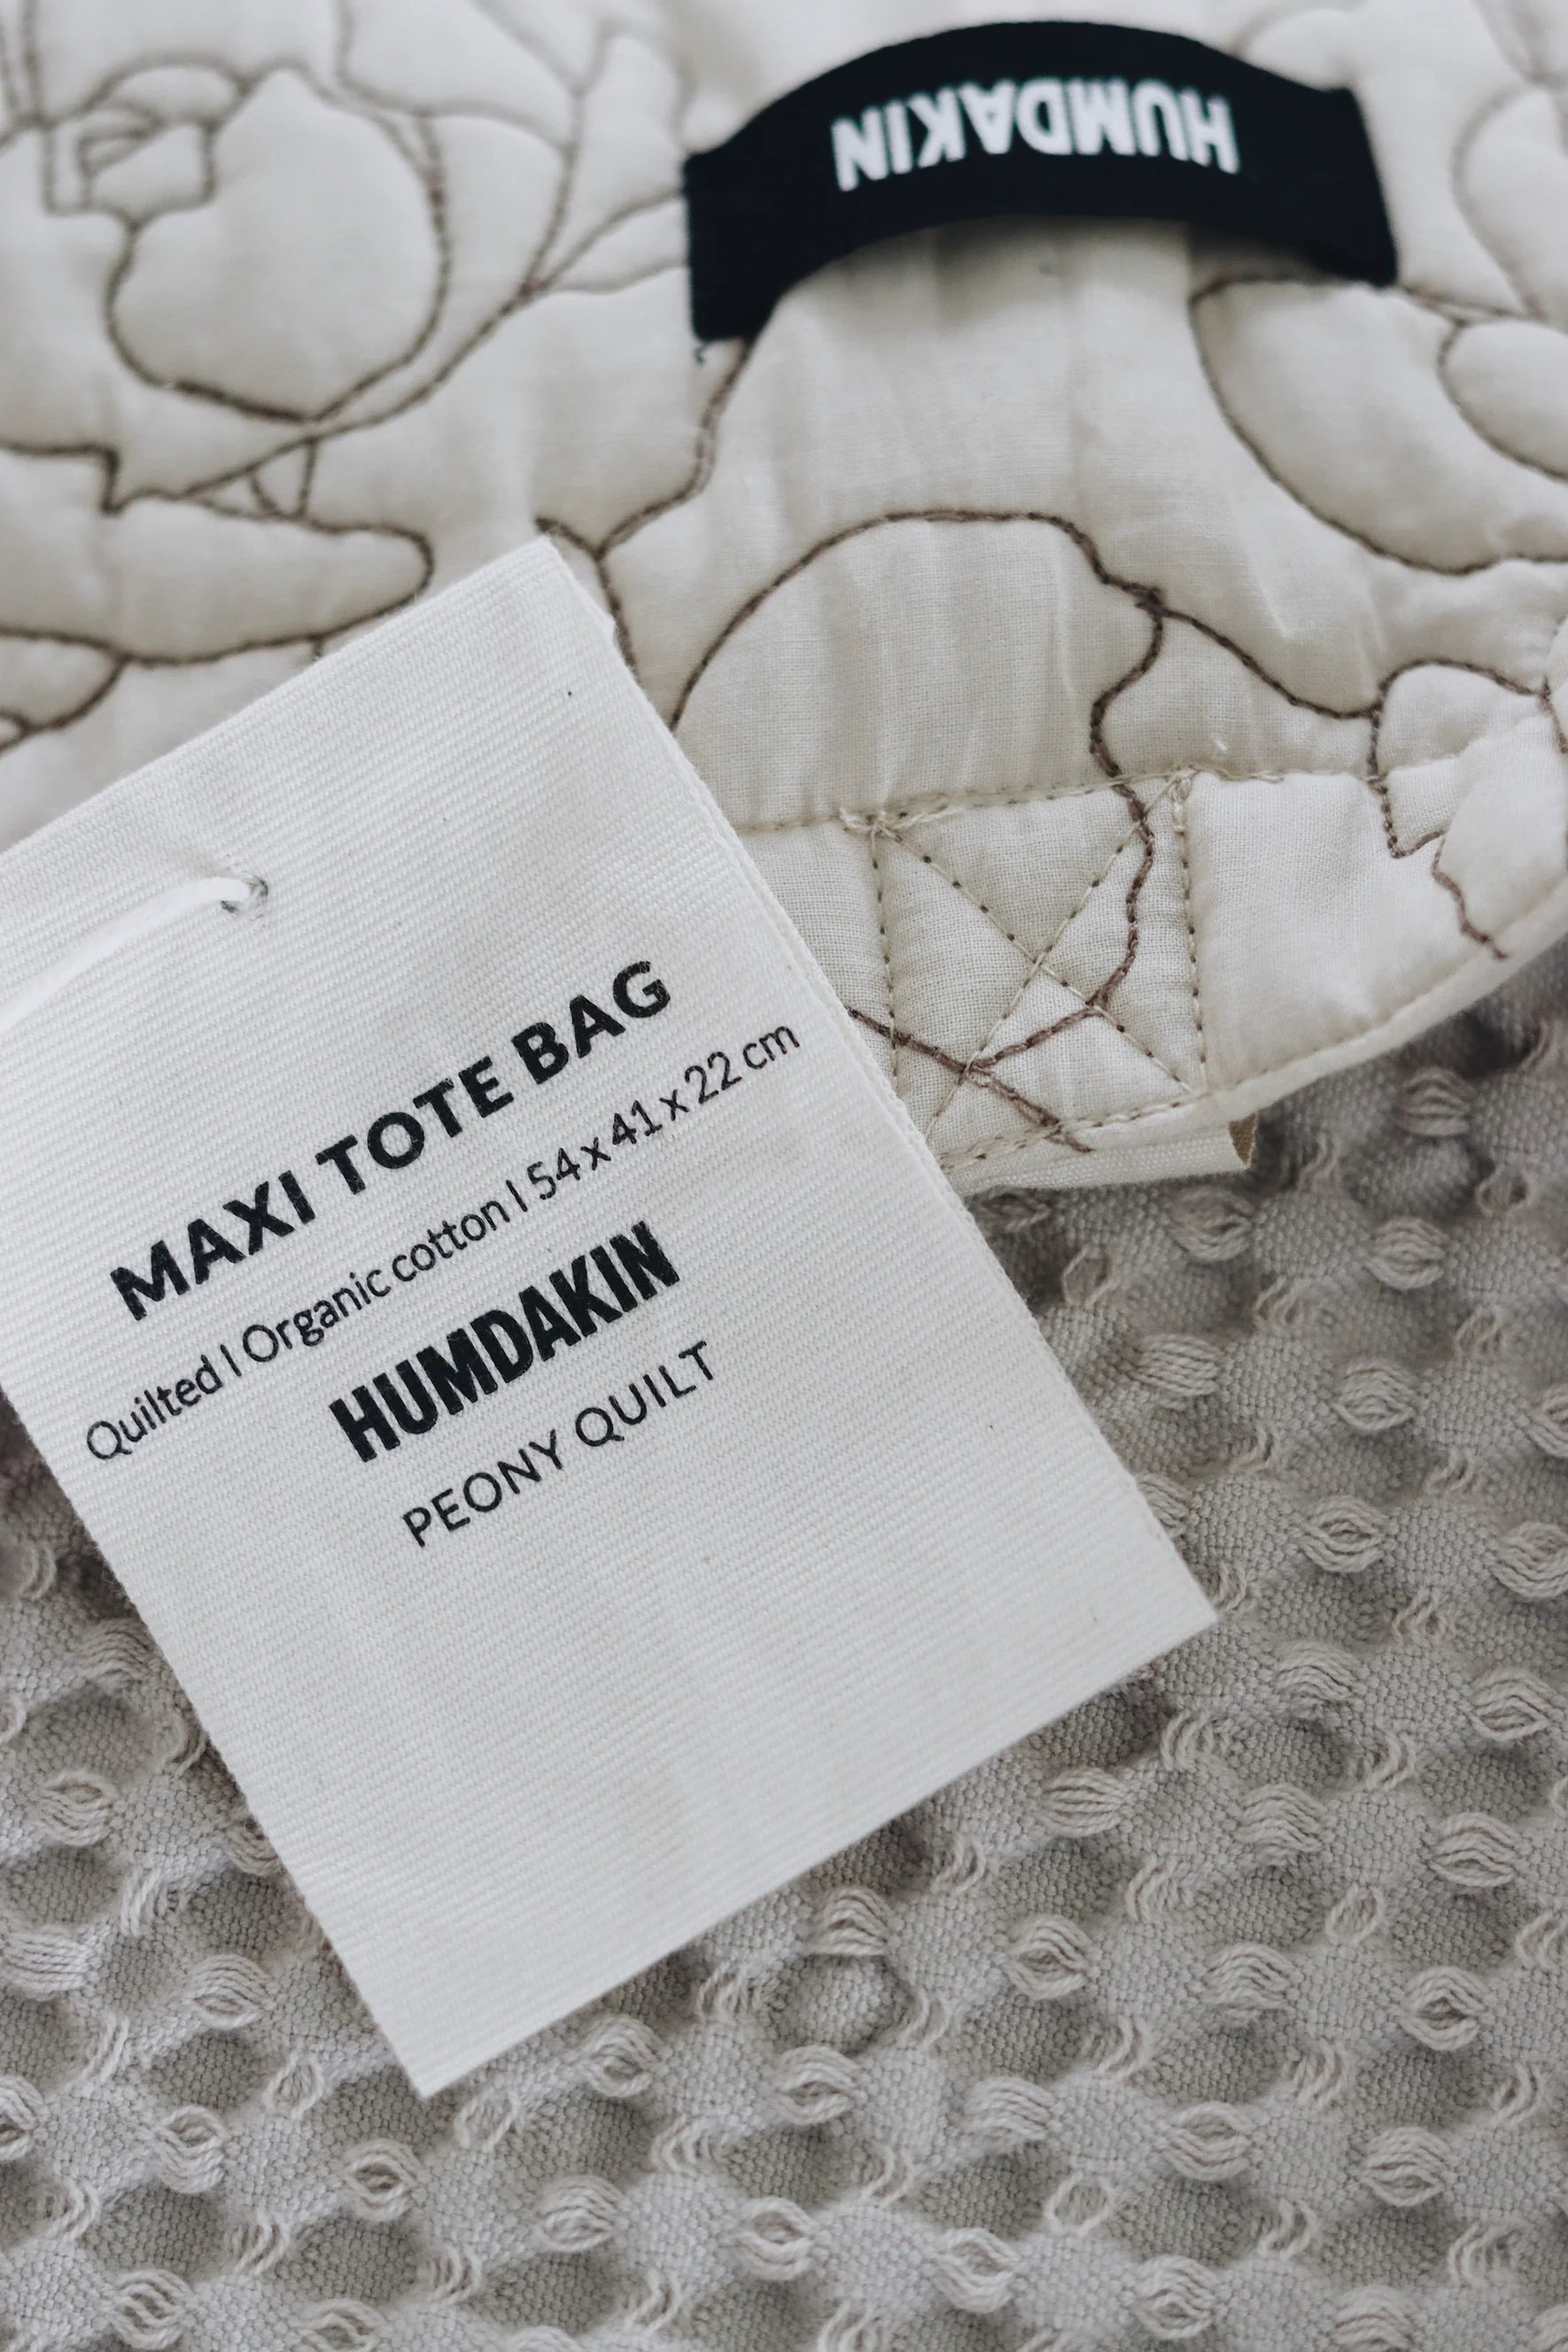 HUMDAKIN
MAXI TOTE BAG
Quilted | Organic cotton | 54 x 41 x 22 cm
HUMDAKIN
PEONY QUILT